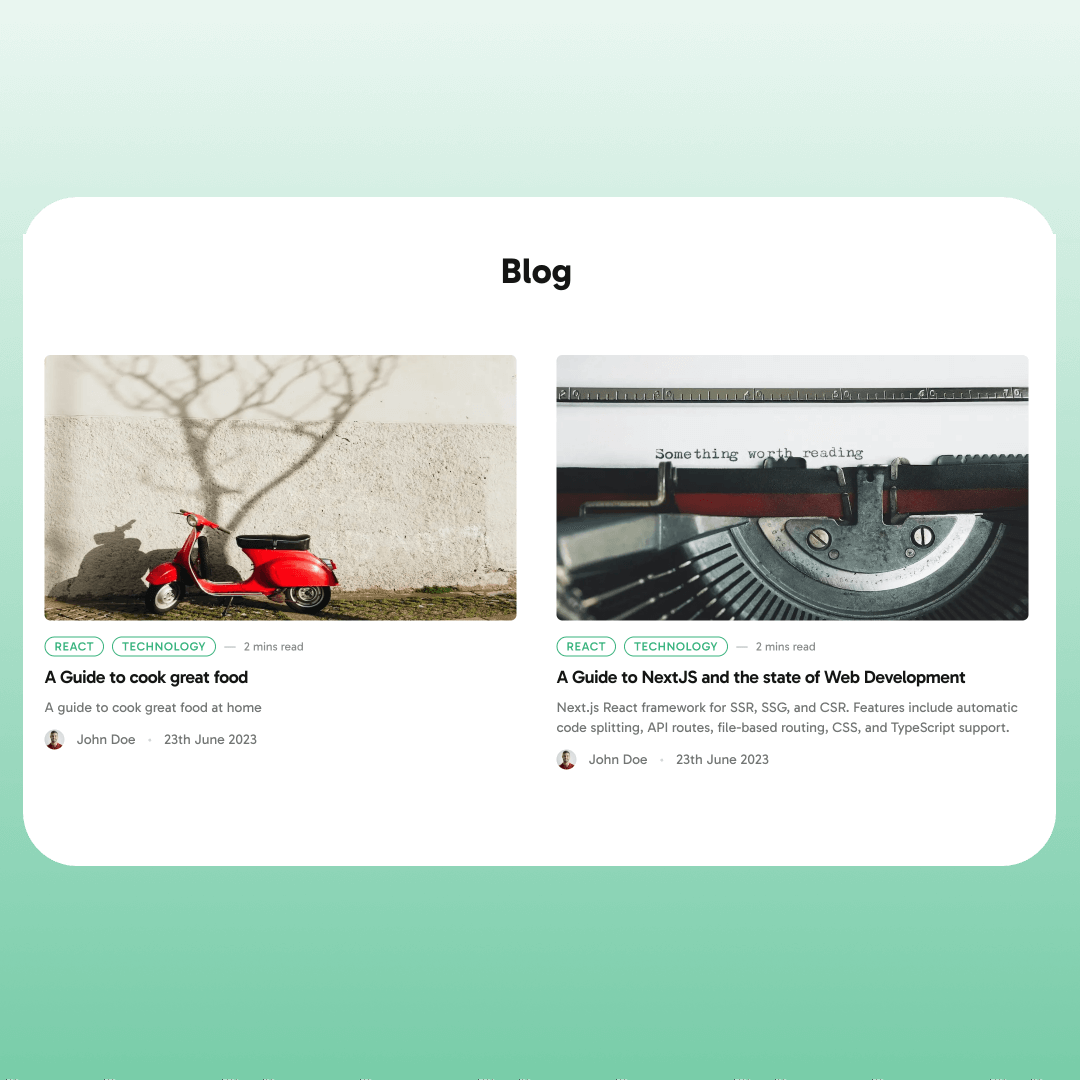 Blog
Something worth reading
REACT TECHNOLOGY — 2 mins read
A Guide to cook great food
A guide to cook great food at home
John Doe • 23th June 2023
REACT TECHNOLOGY — 2 mins read
A Guide to NextJS and the state of Web Development
Next.js React framework for SSR, SSG, and CSR. Features include automatic
code splitting, API routes, file-based routing, CSS, and TypeScript support.
John Doe • 23th June 2023